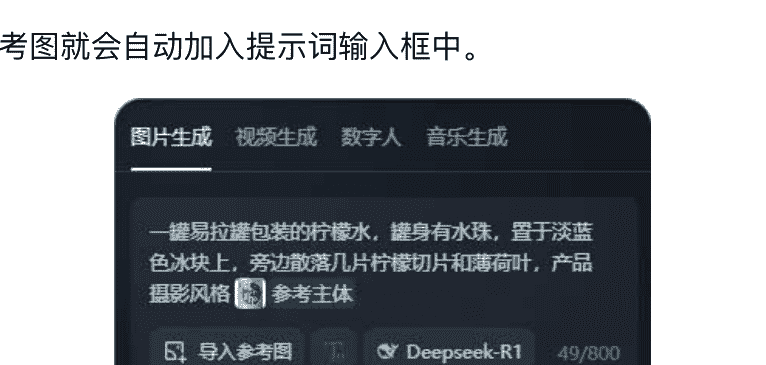 考图就会自动加入提示词输入框中。
图片生成 视频生成 数字人 音乐生成
一罐易拉罐包装的柠檬水，罐身有水珠，置于淡蓝
色冰块上，旁边散落几片柠檬切片和薄荷叶，产品
摄影风格 参考主体
导入参考图 T Deepseek-R1 49/800